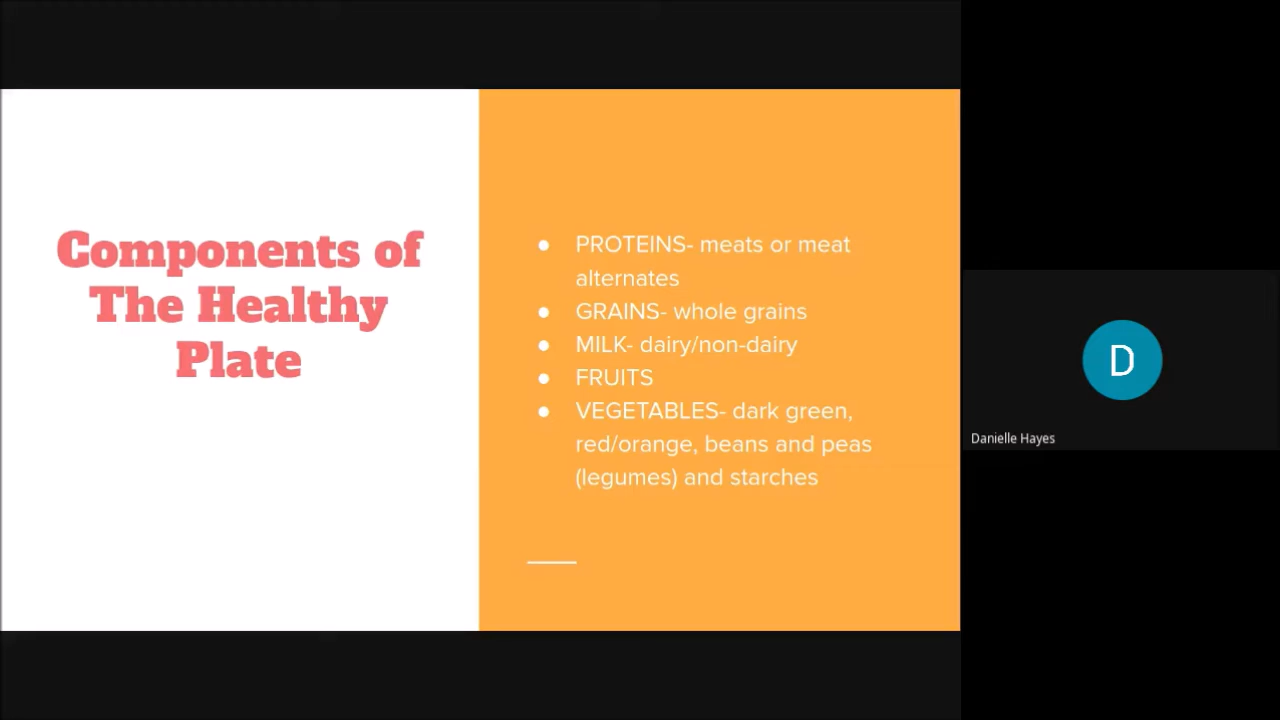 Components of
The Healthy
Plate
● PROTEINS- meats or meat
alternates
● GRAINS- whole grains
● MILK- dairy/non-dairy
● FRUITS
● VEGETABLES- dark green,
red/orange, beans and peas
(legumes) and starches
D
Danielle Hayes